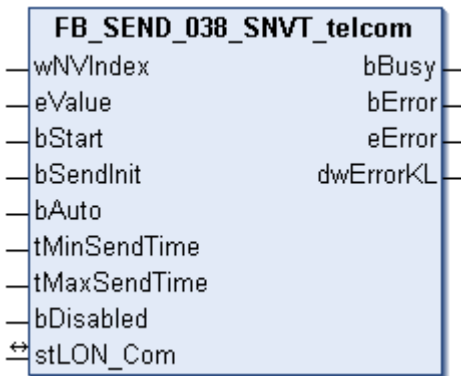 FB_SEND_038_SNVT_telcom
wNVIndex bBusy
eValue bError
bStart eError
bSendInit dwErrorKL
bAuto
tMinSendTime
tMaxSendTime
bDisabled
stLON_Com